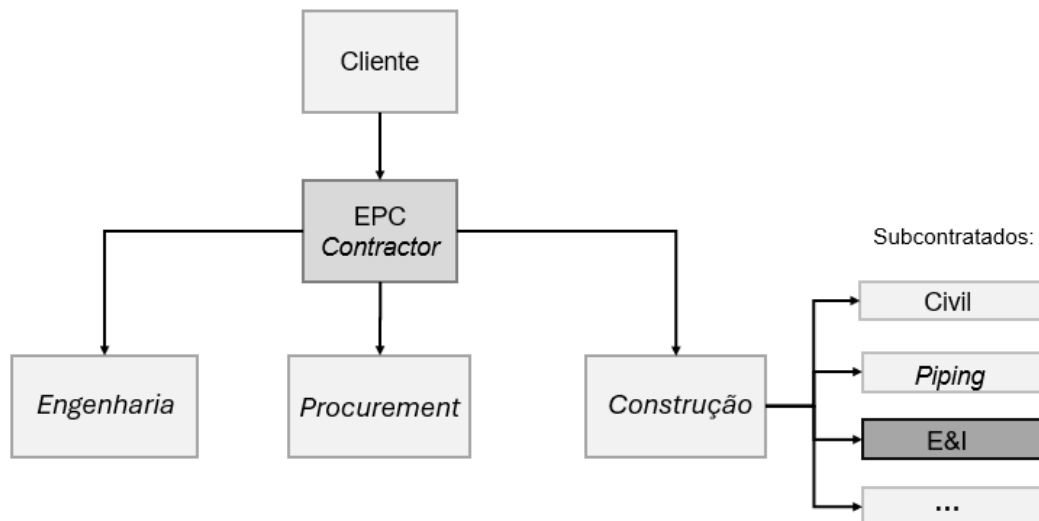 Cliente
EPC
Contractor
Engenharia
Procurement
Construção
Subcontratados:
Civil
Piping
E&I
...